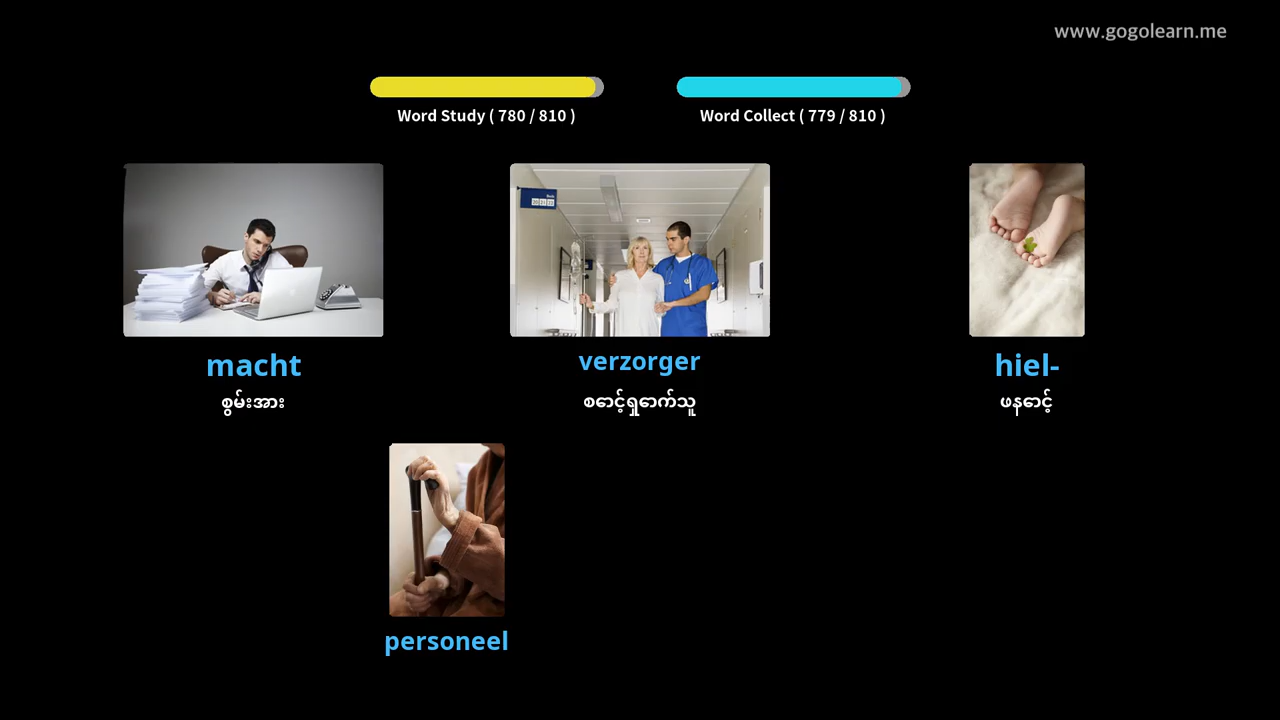 www.gogolearn.me
Word Study ( 780 / 810 )
Word Collect ( 779 / 810 )
macht
verzorger
hiel-
စွမ်းအား
စောင့်ရှောက်သူ
ဖနောင့်
personeel